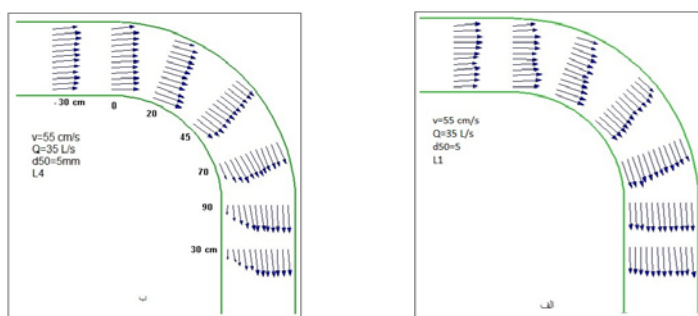 - 30 cm
0
20
45
70
90
30 cm
v=55 cm/s
Q=35 L/s
d50=5mm
L4
ب
v=55 cm/s
Q=35 L/s
d50=5
L1
الف